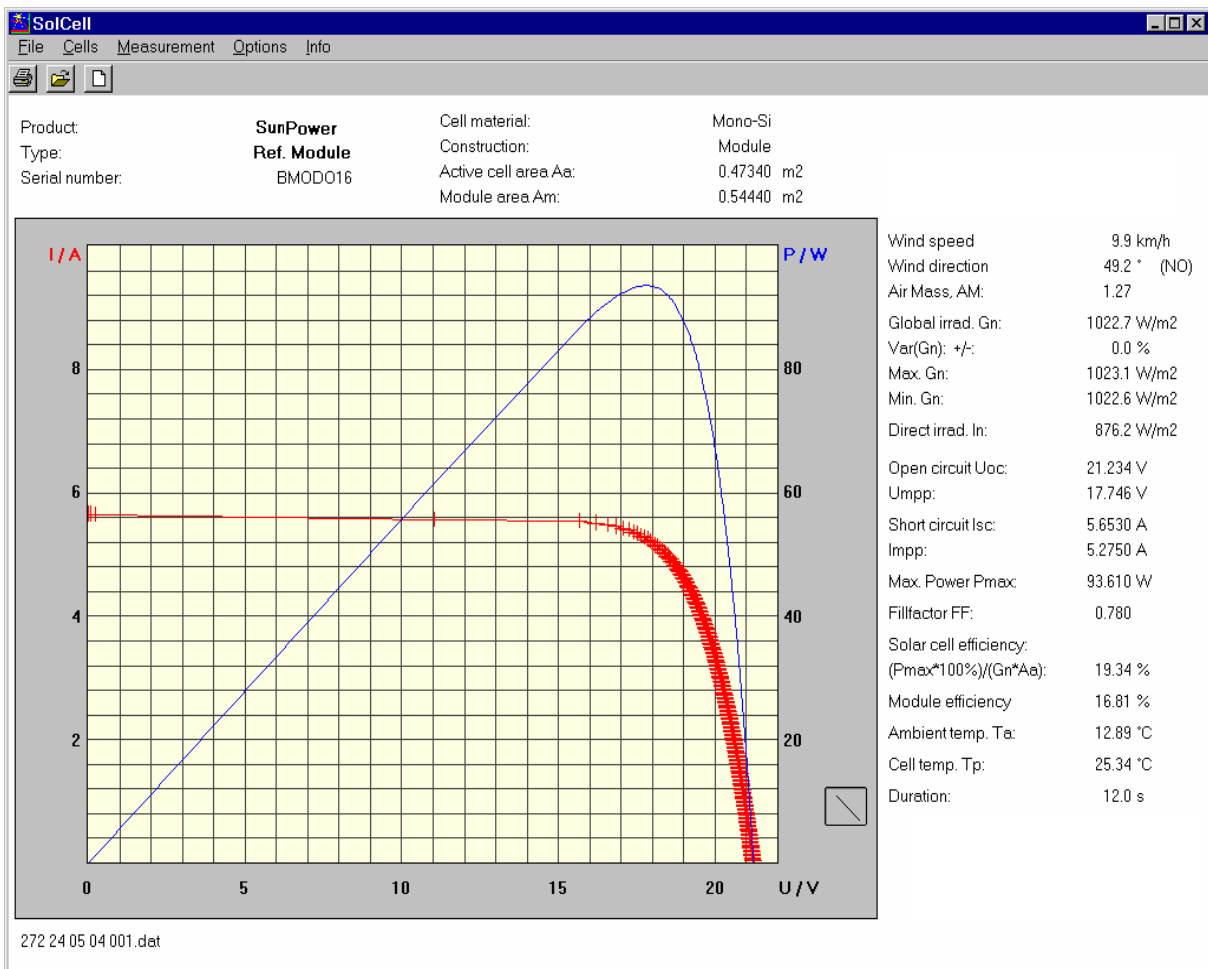 SolCell
File Cells Measurement Options Info
Product: SunPower
Type: Ref. Module
Serial number: BMODO16
Cell material: Mono-Si
Construction: Module
Active cell area Aa: 0.47340 m2
Module area Am: 0.54440 m2
I / A
P / W
8
6
4
2
80
60
40
20
0 5 10 15 20 U / V
Wind speed 9.9 km/h
Wind direction 49.2 ° (NO)
Air Mass, AM: 1.27
Global irrad. Gn: 1022.7 W/m2
Var(Gn): +/-: 0.0 %
Max. Gn: 1023.1 W/m2
Min. Gn: 1022.6 W/m2
Direct irrad. In: 876.2 W/m2
Open circuit Uoc: 21.234 V
Umpp: 17.746 V
Short circuit Isc: 5.6530 A
Impp: 5.2750 A
Max. Power Pmax: 93.610 W
Fillfactor FF: 0.780
Solar cell efficiency:
(Pmax*100%)/(Gn*Aa): 19.34 %
Module efficiency 16.81 %
Ambient temp. Ta: 12.89 °C
Cell temp. Tp: 25.34 °C
Duration: 12.0 s
272 24 05 04 001.dat